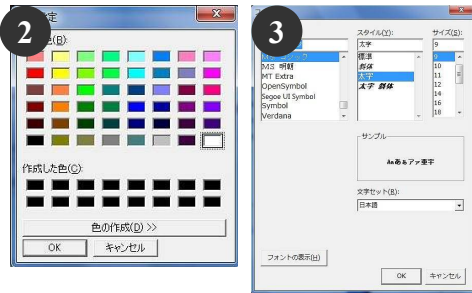 2
定
色(B):
作成した色(C):
色の作成(D) >>
OK
キャンセル
3
スタイル(Y):
サイズ(S):
太字
9
MS 明朝
MT Extra
OpenSymbol
Segoe UI Symbol
Symbol
Verdana
標準
斜体
太字
太字 斜体
9
10
11
12
14
16
18
サンプル
Aaあぁアァ亜宇
文字セット(R):
日本語
フォントの表示(H)
OK
キャンセル